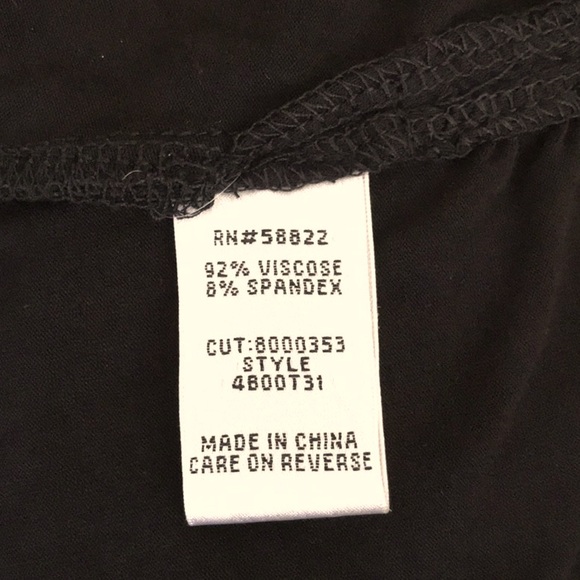 RN#58822
92% VISCOSE
8% SPANDEX
CUT:8000353
STYLE
4B00T31
MADE IN CHINA
CARE ON REVERSE